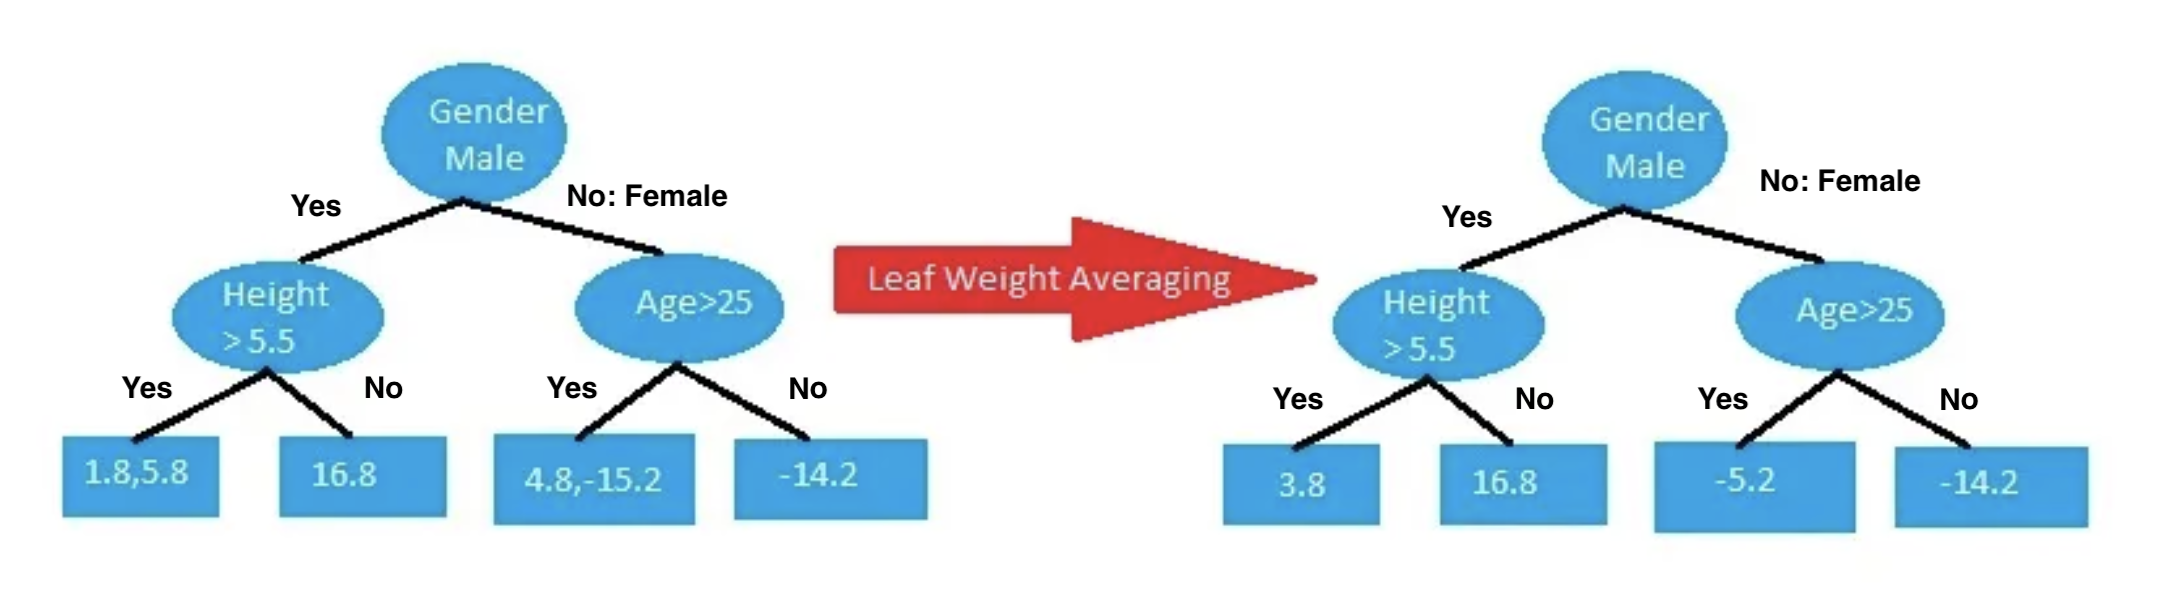 Gender
Male
Yes
No: Female
Height
> 5.5
Age>25
Yes
No
Yes
No
1.8,5.8
16.8
4.8,-15.2
-14.2
Leaf Weight Averaging
Gender
Male
Yes
No: Female
Height
> 5.5
Age>25
Yes
No
Yes
No
3.8
16.8
-5.2
-14.2